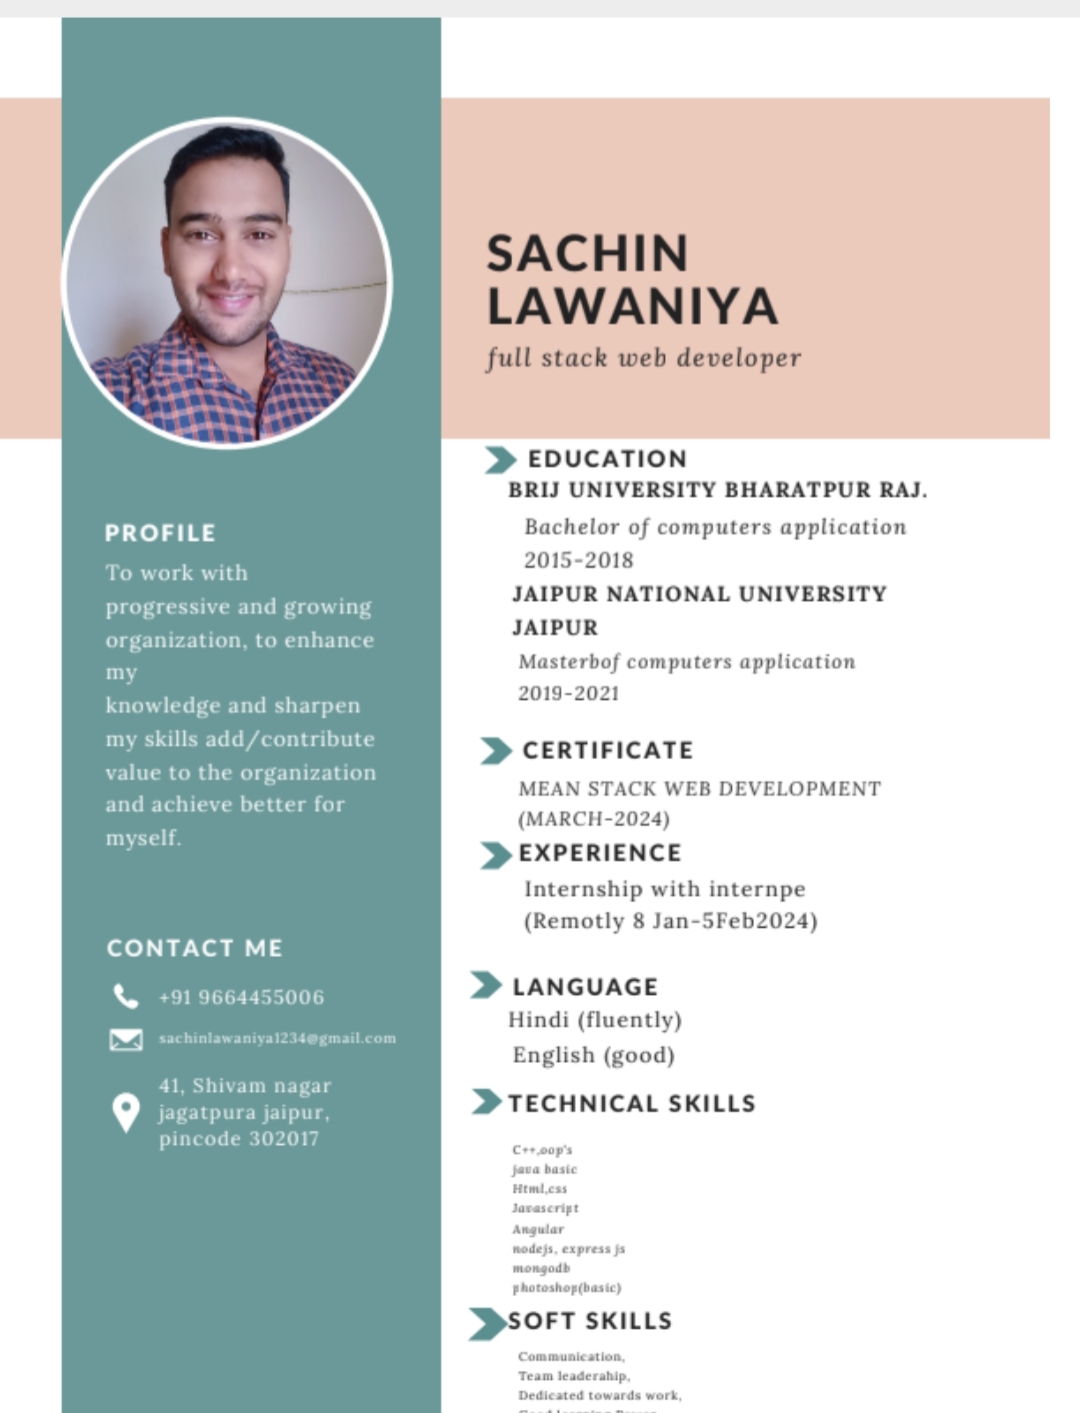 SACHIN
LAWANIYA
full stack web developer
PROFILE
To work with
progressive and growing
organization, to enhance
my
knowledge and sharpen
my skills add/contribute
value to the organization
and achieve better for
myself.
CONTACT ME
+91 9664455006
sachinlawaniya1234@gmail.com
41, Shivam nagar
jagatpura jaipur,
pincode 302017
EDUCATION
BRIJ UNIVERSITY BHARATPUR RAJ.
Bachelor of computers application
2015-2018
JAIPUR NATIONAL UNIVERSITY
JAIPUR
Masterbof computers application
2019-2021
CERTIFICATE
MEAN STACK WEB DEVELOPMENT
(MARCH-2024)
EXPERIENCE
Internship with internpe
(Remotly 8 Jan-5Feb2024)
LANGUAGE
Hindi (fluently)
English (good)
TECHNICAL SKILLS
C++,oop's
java basic
Html,css
Javascript
Angular
nodejs, express js
mongodb
photoshop(basic)
SOFT SKILLS
Communication,
Team leaderahip,
Dedicated towards work,